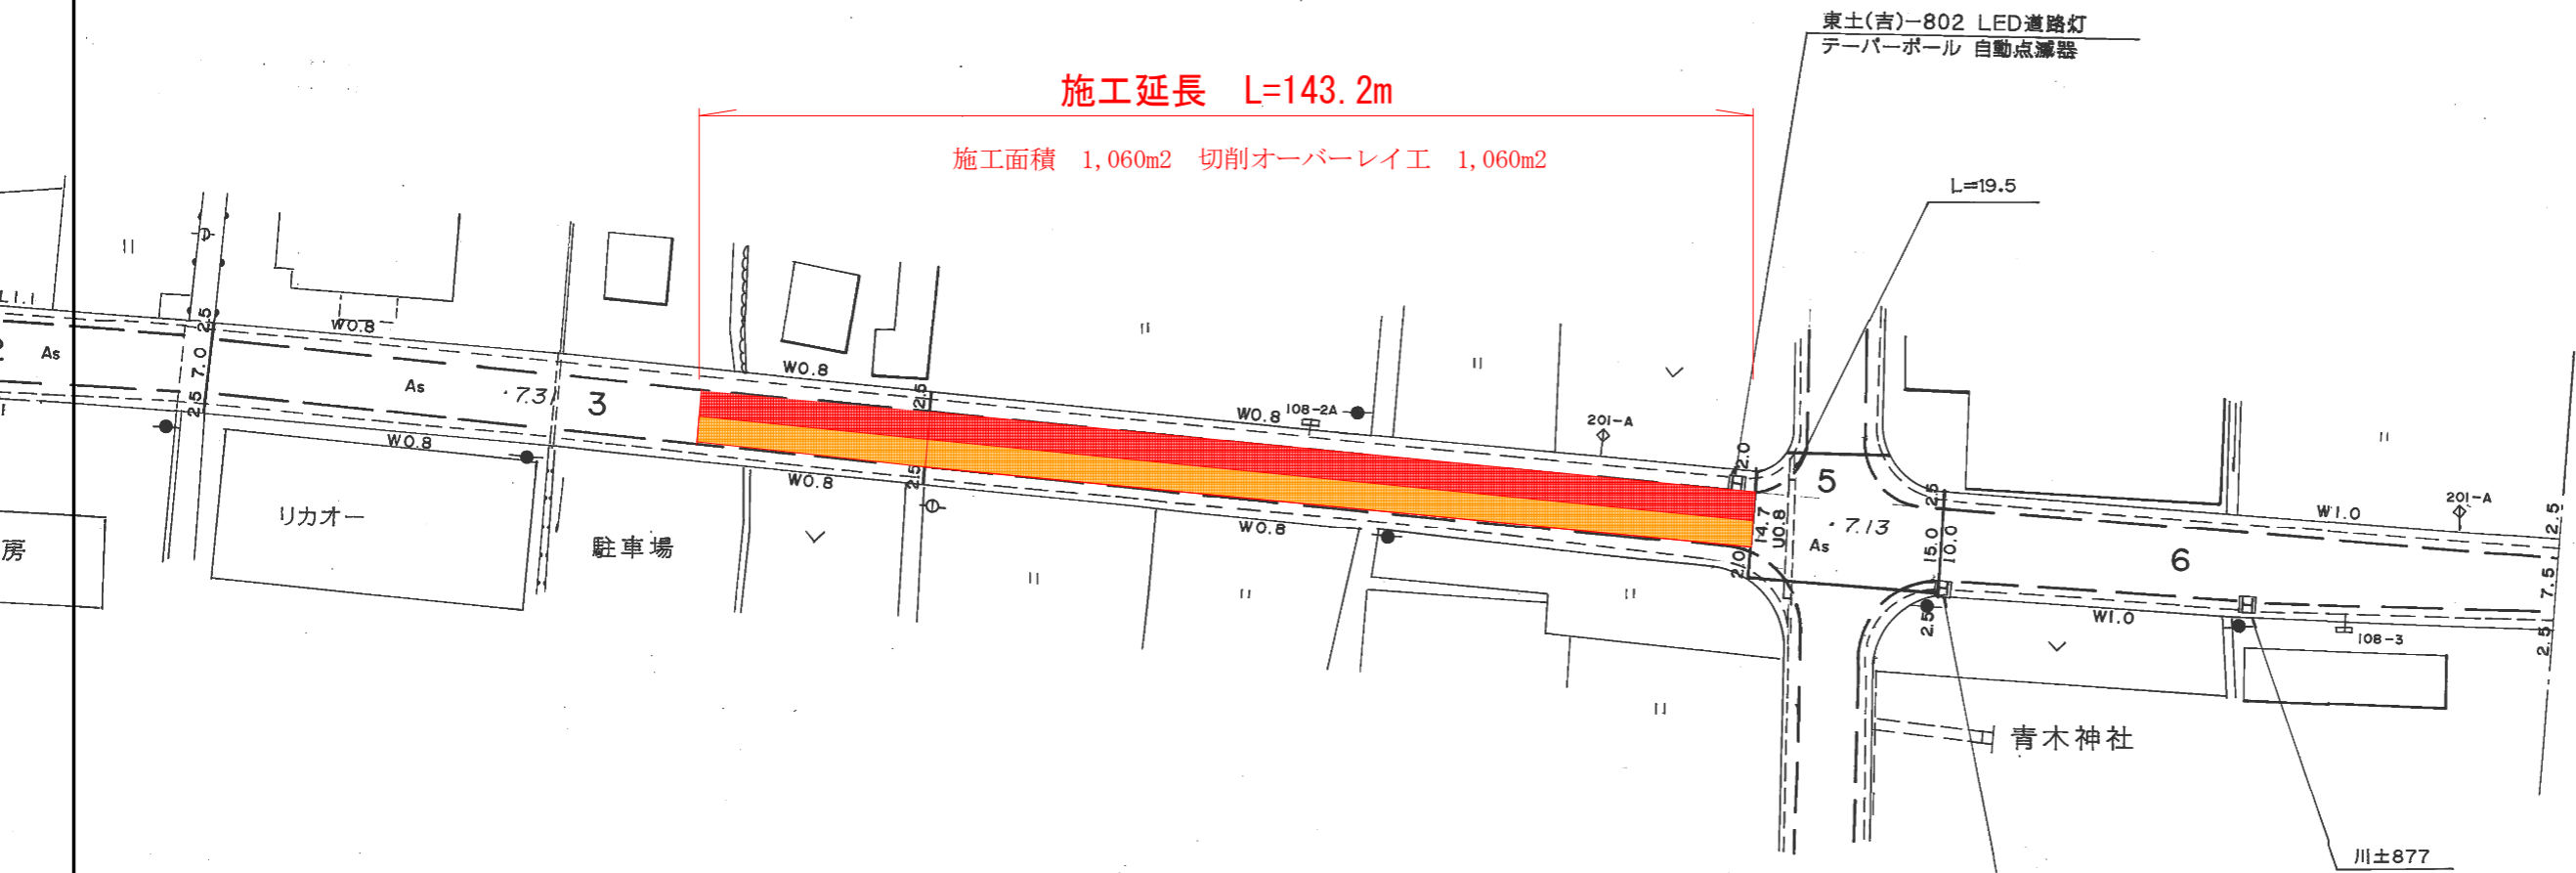 東土(吉)-802 LED道路灯
テーパーポール 自動点滅器
施工延長 L=143.2m
施工面積 1,060m2 切削オーバーレイ工 1,060m2
L=19.5
L1.1
As
2.5
7.0
2.5
W0.8
As
7.3
3
W0.8
W0.8
2.5
2.5
W0.8
W0.8
108-2A
201-A
W0.8
2.0
14.7
U0.8
2.0
5
7.13
As
2.5
15.0
10.0
2.5
6
W1.0
201-A
W1.0
108-3
2.5
7.5
2.5
リカオー
駐車場
房
青木神社
川土877